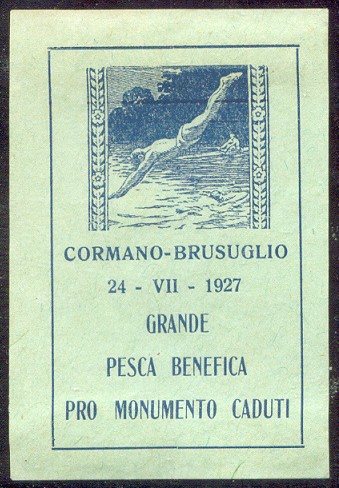 CORMANO-BRUSUGLIO
24 - VII - 1927
GRANDE
PESCA BENEFICA
PRO MONUMENTO CADUTI